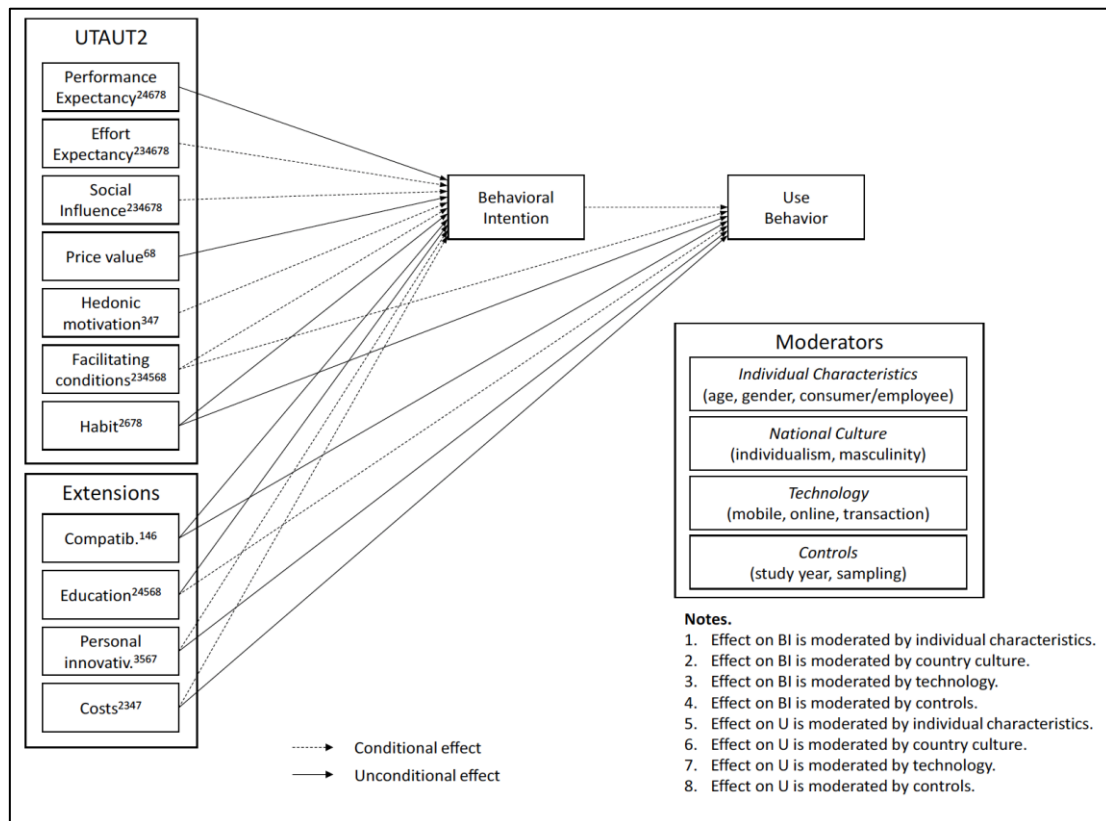 UTAUT2
Performance
Expectancy²⁴⁶⁷⁸
Effort
Expectancy²³⁴⁶⁷⁸
Social
Influence²³⁴⁶⁷⁸
Price value⁶⁸
Hedonic
motivation³⁴⁷
Facilitating
conditions²³⁴⁵⁶⁸
Habit²⁶⁷⁸
Extensions
Compatib.¹⁴⁶
Education²⁴⁵⁶⁸
Personal
innovativ.³⁵⁶⁷
Costs²³⁴⁷
Behavioral
Intention
Use
Behavior
Moderators
Individual Characteristics
(age, gender, consumer/employee)
National Culture
(individualism, masculinity)
Technology
(mobile, online, transaction)
Controls
(study year, sampling)
Conditional effect
Unconditional effect
Notes.
1. Effect on BI is moderated by individual characteristics.
2. Effect on BI is moderated by country culture.
3. Effect on BI is moderated by technology.
4. Effect on BI is moderated by controls.
5. Effect on U is moderated by individual characteristics.
6. Effect on U is moderated by country culture.
7. Effect on U is moderated by technology.
8. Effect on U is moderated by controls.